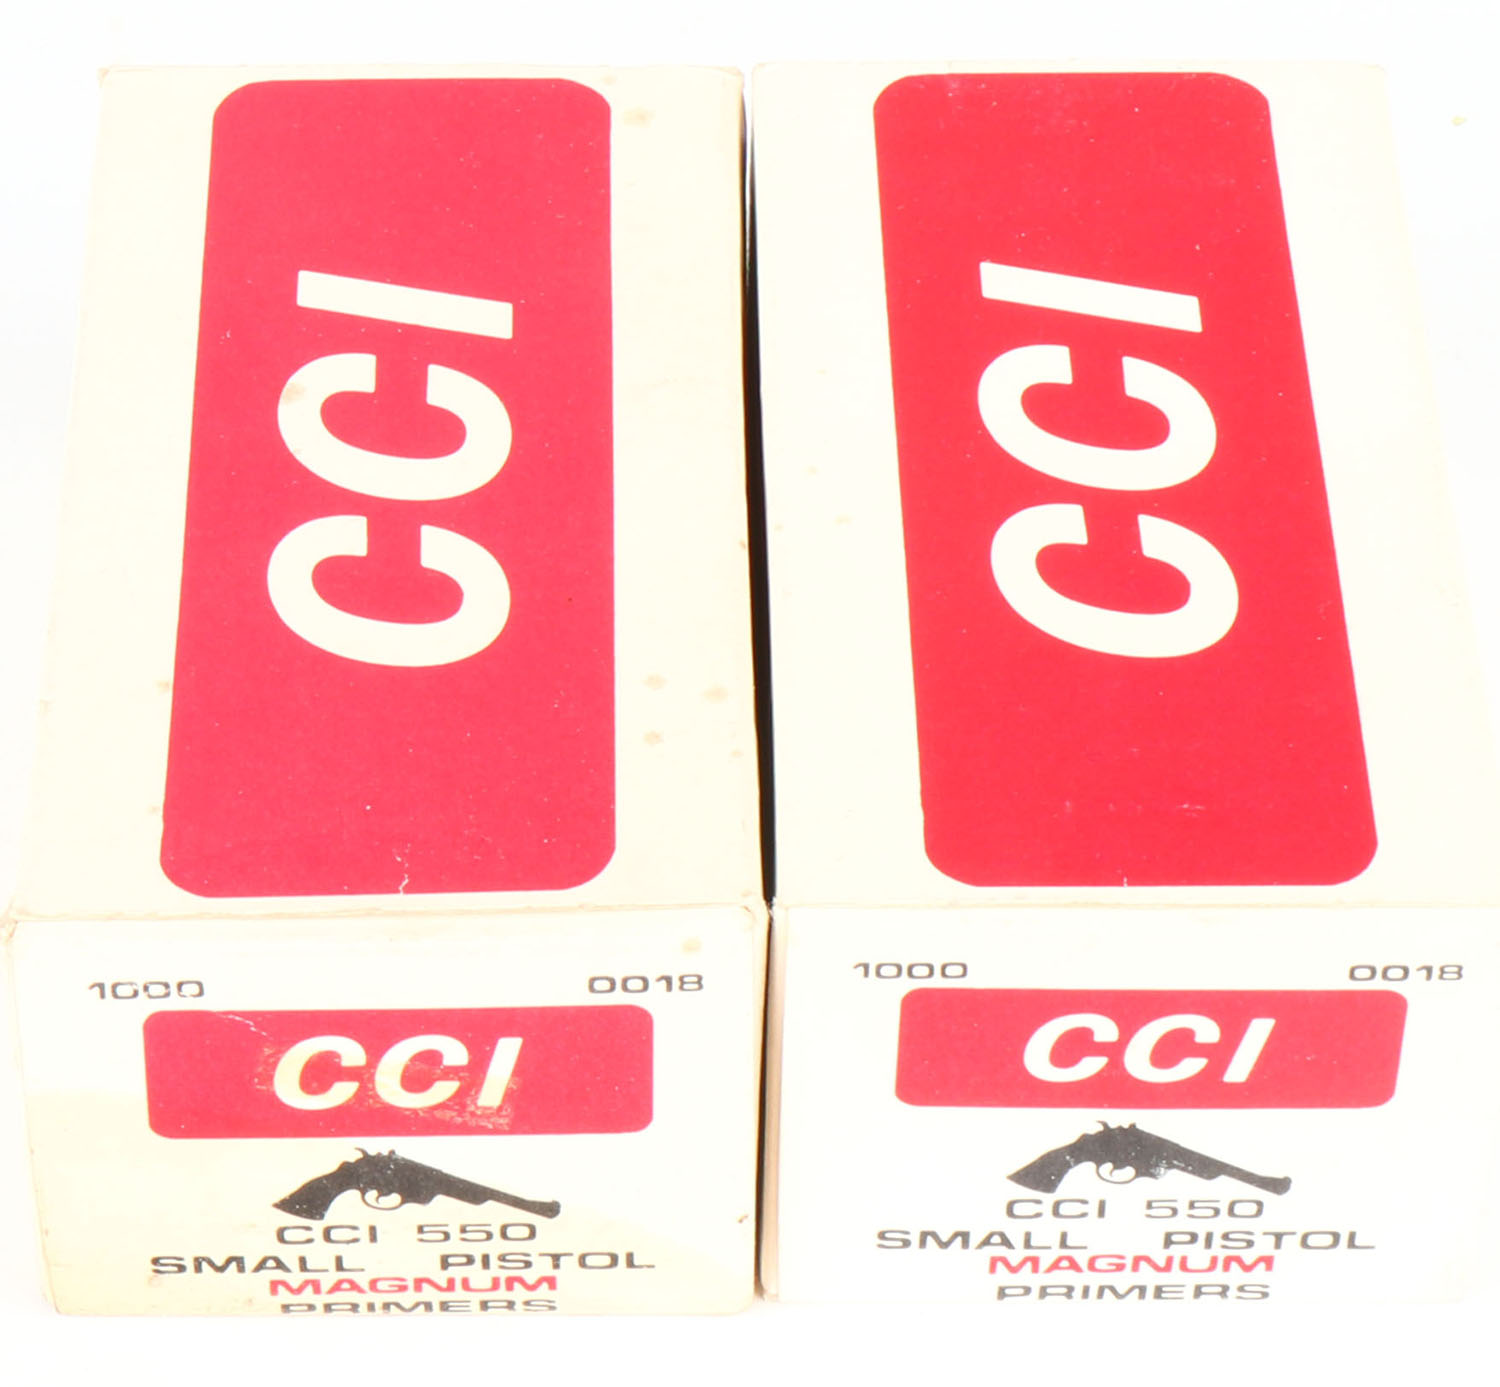 CCI
1000 0018
CCI
CCI 550
SMALL PISTOL
MAGNUM
PRIMERS
CCI
1000 0018
CCI
CCI 550
SMALL PISTOL
MAGNUM
PRIMERS